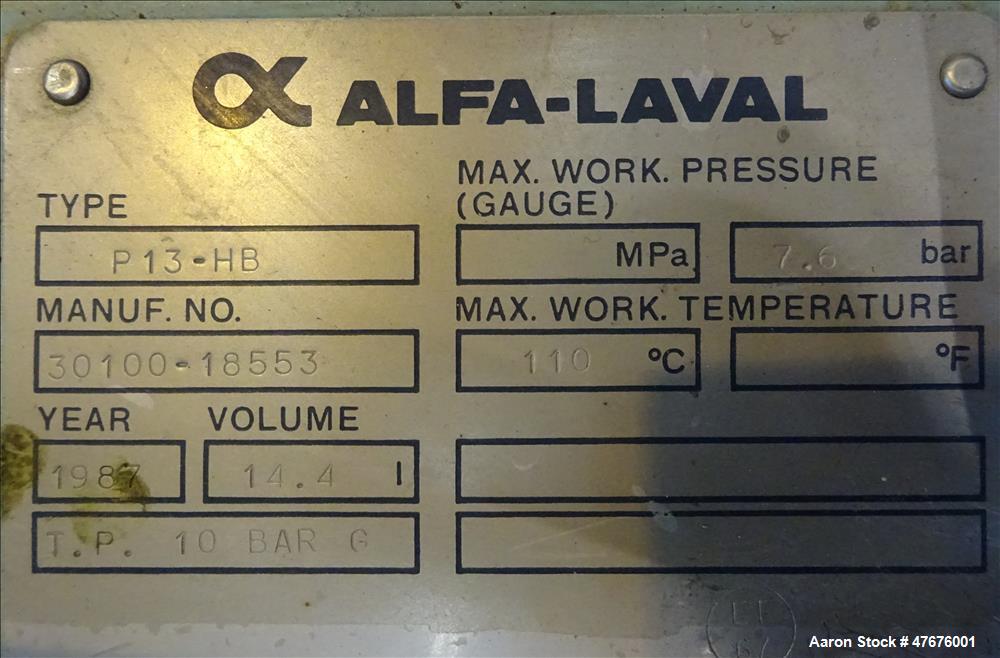 α ALFA-LAVAL
TYPE
P13-HB
MANUF. NO.
30100-18553
YEAR
1987
VOLUME
14.4 l
T.P. 10 BAR G
MAX. WORK. PRESSURE
(GAUGE)
MPa
7.6 bar
MAX. WORK. TEMPERATURE
110 °C
°F
Aaron Stock # 47676001